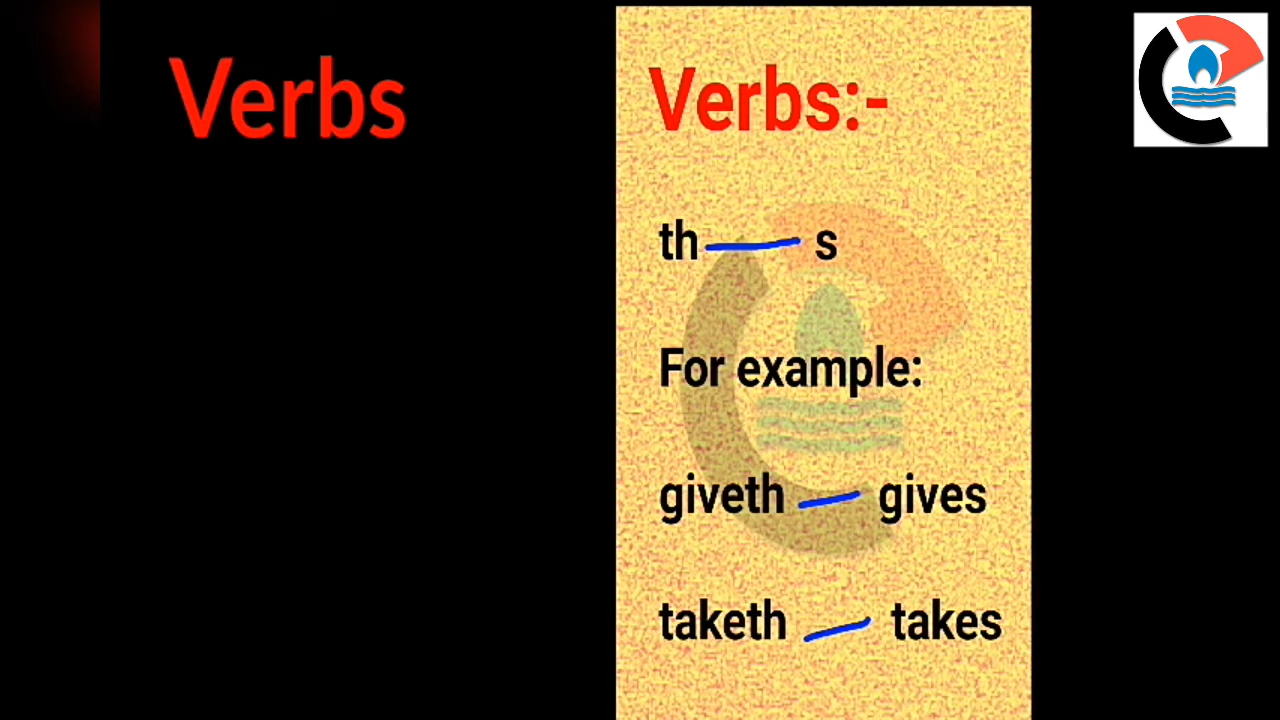 Verbs
Verbs:-
th — s
For example:
giveth — gives
taketh — takes